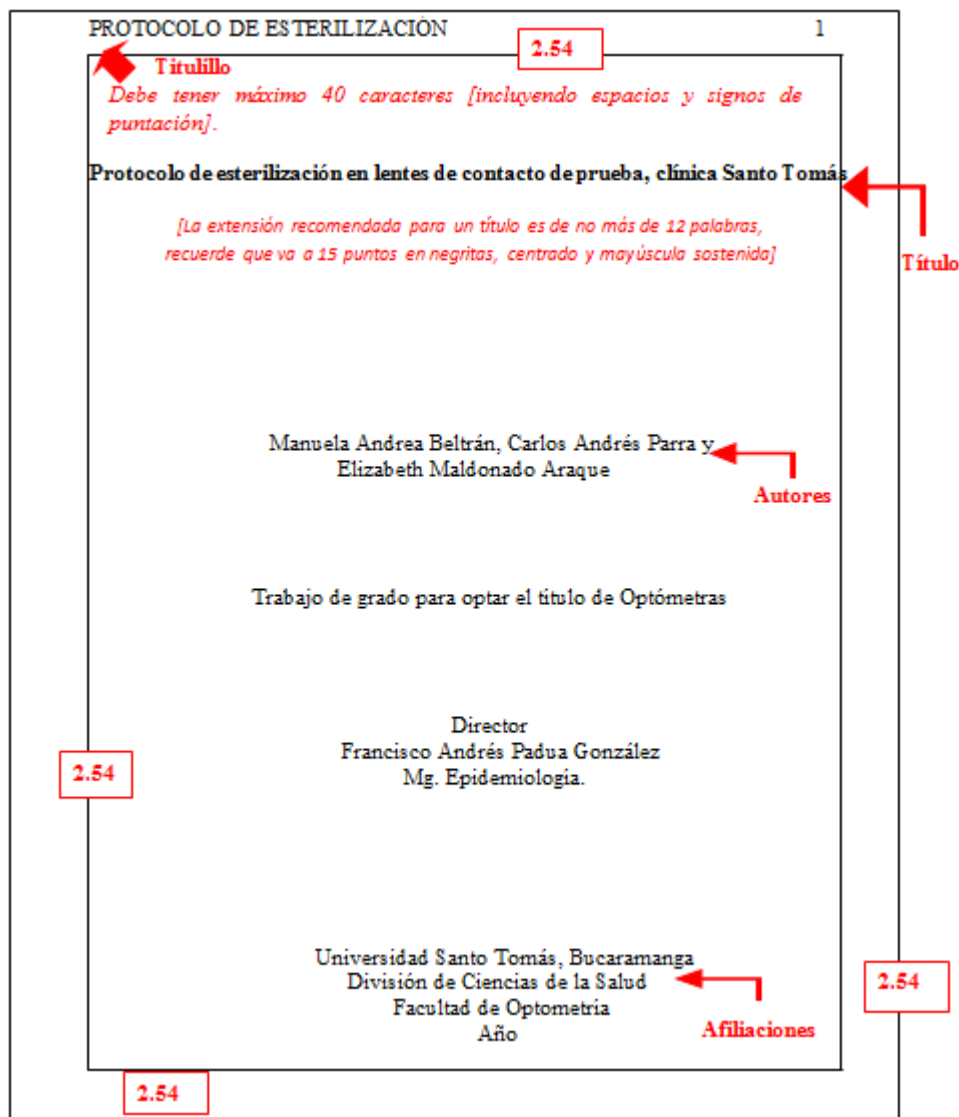 PROTOCOLO DE ESTERILIZACIÓN 1
2.54
Titulillo
Debe tener máximo 40 caracteres [incluyendo espacios y signos de
puntación].
Protocolo de esterilización en lentes de contacto de prueba, clínica Santo Tomás
[La extensión recomendada para un título es de no más de 12 palabras,
recuerde que va a 15 puntos en negritas, centrado y mayúscula sostenida]
Título
Manuela Andrea Beltrán, Carlos Andrés Parra y
Elizabeth Maldonado Araque
Autores
Trabajo de grado para optar el titulo de Optómetras
Director
Francisco Andrés Padua González
Mg. Epidemiologia.
2.54
Universidad Santo Tomás, Bucaramanga
División de Ciencias de la Salud
2.54
Facultad de Optometría
Año
Afiliaciones
2.54